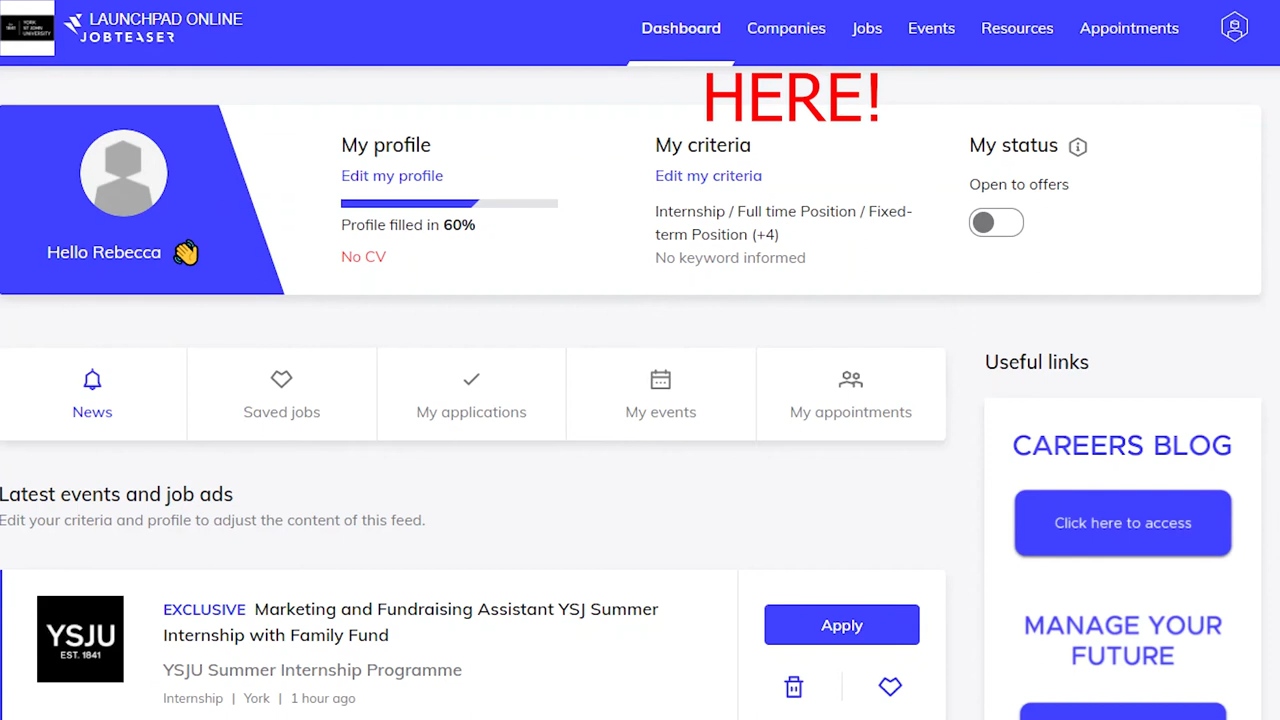 YORK
ST JOHN
UNIVERSITY
LAUNCHPAD ONLINE
JOBTEASER
Dashboard
Companies
Jobs
Events
Resources
Appointments
HERE!
Hello Rebecca
My profile
Edit my profile
Profile filled in 60%
No CV
My criteria
Edit my criteria
Internship / Full time Position / Fixed-
term Position (+4)
No keyword informed
My status
Open to offers
News
Saved jobs
My applications
My events
My appointments
Latest events and job ads
Edit your criteria and profile to adjust the content of this feed.
YSJU
EST. 1841
EXCLUSIVE Marketing and Fundraising Assistant YSJ Summer
Internship with Family Fund
YSJU Summer Internship Programme
Internship | York | 1 hour ago
Apply
Useful links
CAREERS BLOG
Click here to access
MANAGE YOUR
FUTURE